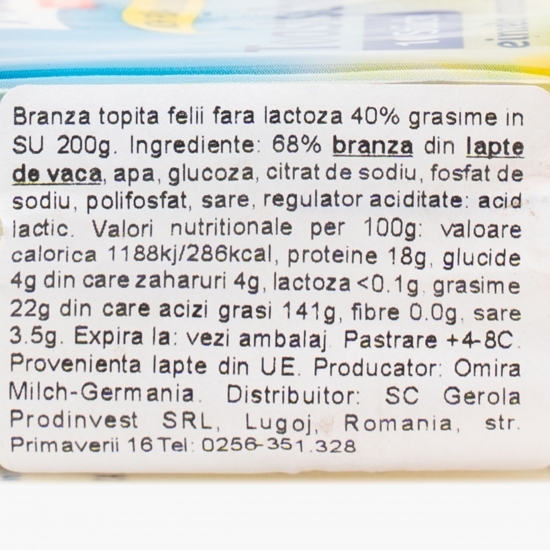 Branza topita felii fara lactoza 40% grasime in
SU 200g. Ingrediente: 68% branza din lapte
de vaca, apa, glucoza, citrat de sodiu, fosfat de
sodiu, polifosfat, sare, regulator aciditate: acid
lactic. Valori nutritionale per 100g: valoare
calorica 1188kj/286kcal, proteine 18g, glucide
4g din care zaharuri 4g, lactoza <0.1g, grasime
22g din care acizi grasi 141g, fibre 0.0g, sare
3.5g. Expira la: vezi ambalaj. Pastrare +4-8C.
Provenienta lapte din UE. Producator: Omira
Milch-Germania. Distribuitor: SC Gerola
Prodinvest SRL, Lugoj, Romania, str.
Primaverii 16 Tel: 0256-351.328